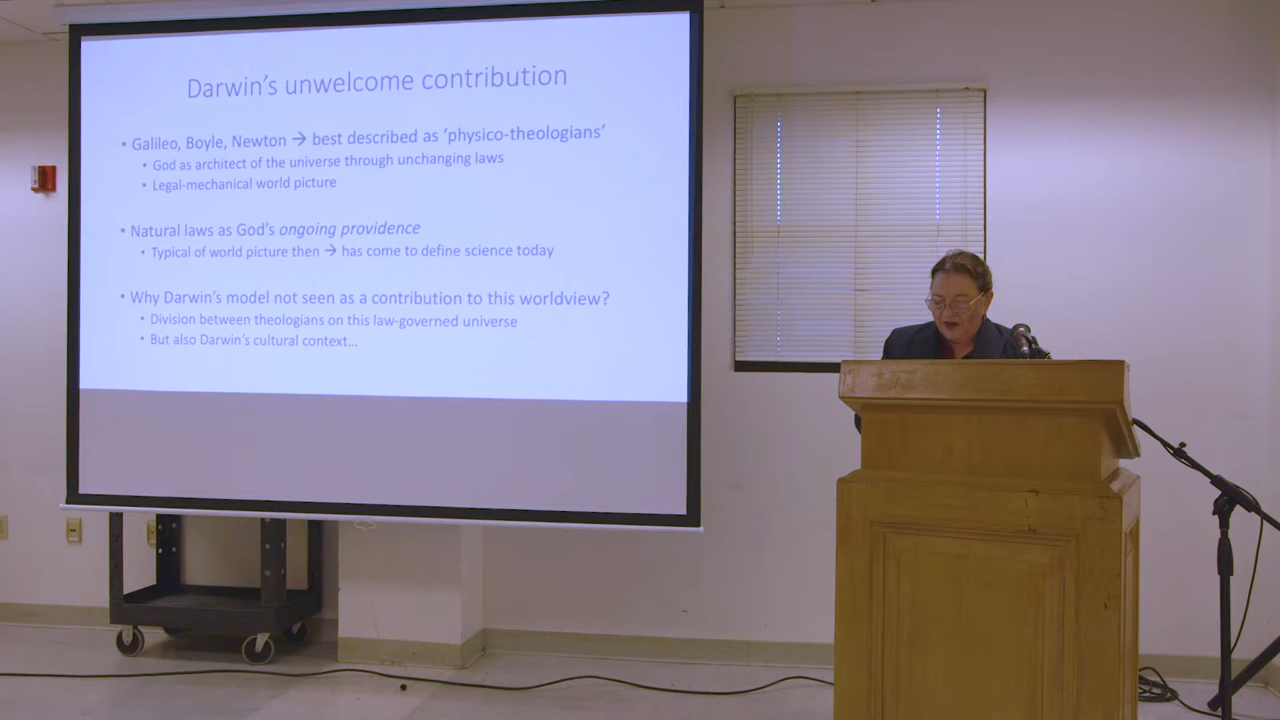 Darwin's unwelcome contribution
• Galileo, Boyle, Newton → best described as 'physico-theologians'
• God as architect of the universe through unchanging laws
• Legal-mechanical world picture
• Natural laws as God's ongoing providence
• Typical of world picture then → has come to define science today
• Why Darwin's model not seen as a contribution to this worldview?
• Division between theologians on this law-governed universe
• But also Darwin's cultural context…